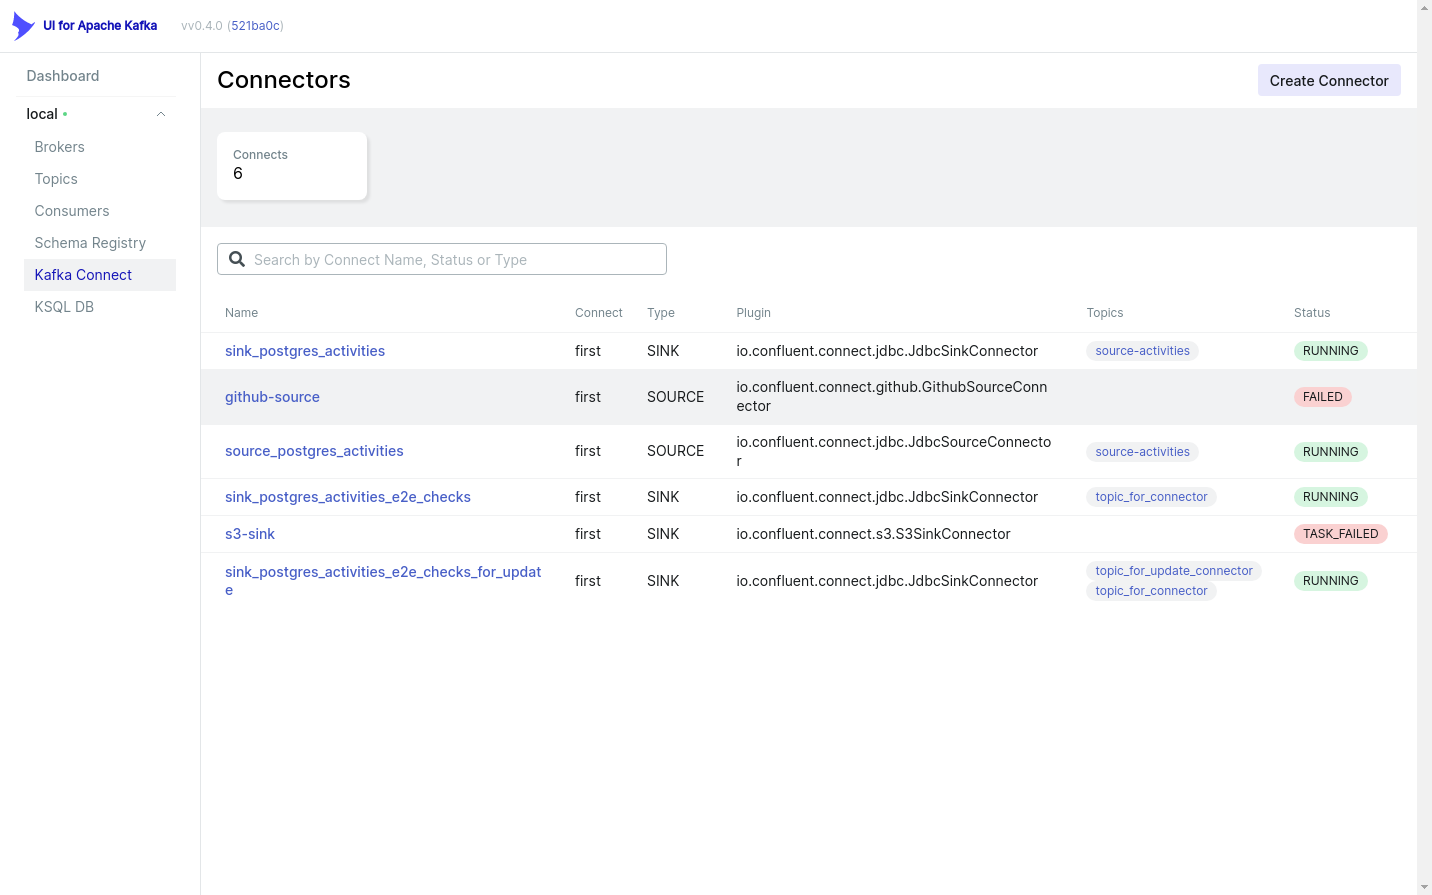 UI for Apache Kafka
vv0.4.0 (521ba0c)
Dashboard
local
Brokers
Topics
Consumers
Schema Registry
Kafka Connect
KSQL DB
Connectors
Create Connector
Connects
6
Search by Connect Name, Status or Type
Name Connect Type Plugin Topics Status
sink_postgres_activities first SINK io.confluent.connect.jdbc.JdbcSinkConnector source-activities RUNNING
github-source first SOURCE io.confluent.connect.github.GithubSourceConn
ector FAILED
source_postgres_activities first SOURCE io.confluent.connect.jdbc.JdbcSourceConnecto
r source-activities RUNNING
sink_postgres_activities_e2e_checks first SINK io.confluent.connect.jdbc.JdbcSinkConnector topic_for_connector RUNNING
s3-sink first SINK io.confluent.connect.s3.S3SinkConnector TASK_FAILED
sink_postgres_activities_e2e_checks_for_updat
e first SINK io.confluent.connect.jdbc.JdbcSinkConnector topic_for_update_connector
topic_for_connector RUNNING